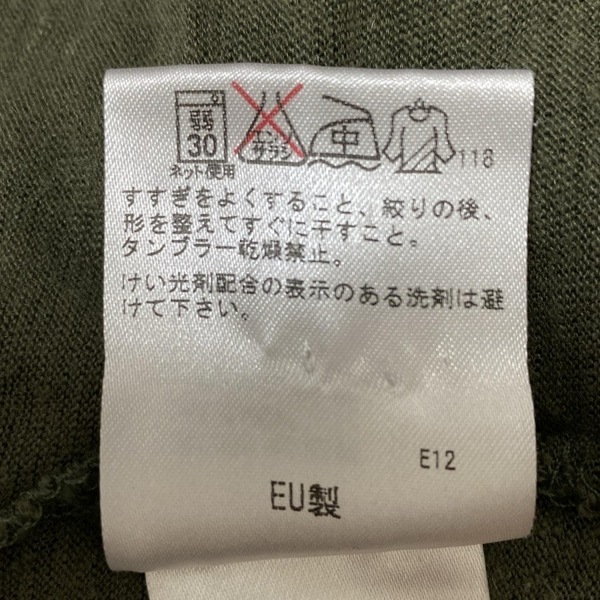 弱
30
ネット使用
エンソ
サラシ
中
118
すすぎをよくすること、絞りの後、
形を整えてすぐに干すこと。
タンブラー乾燥禁止。
けい光剤配合の表示のある洗剤は避
けて下さい。
E12
EU製